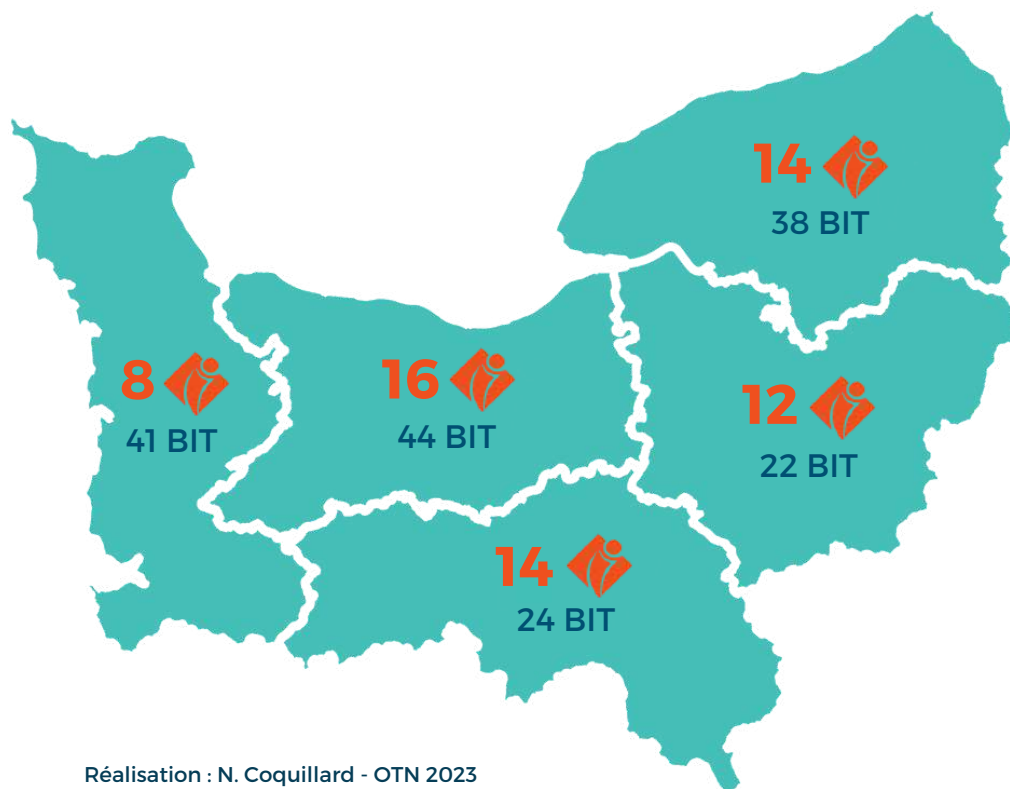 14
38 BIT
8
41 BIT
16
44 BIT
12
22 BIT
14
24 BIT
Réalisation : N. Coquillard - OTN 2023